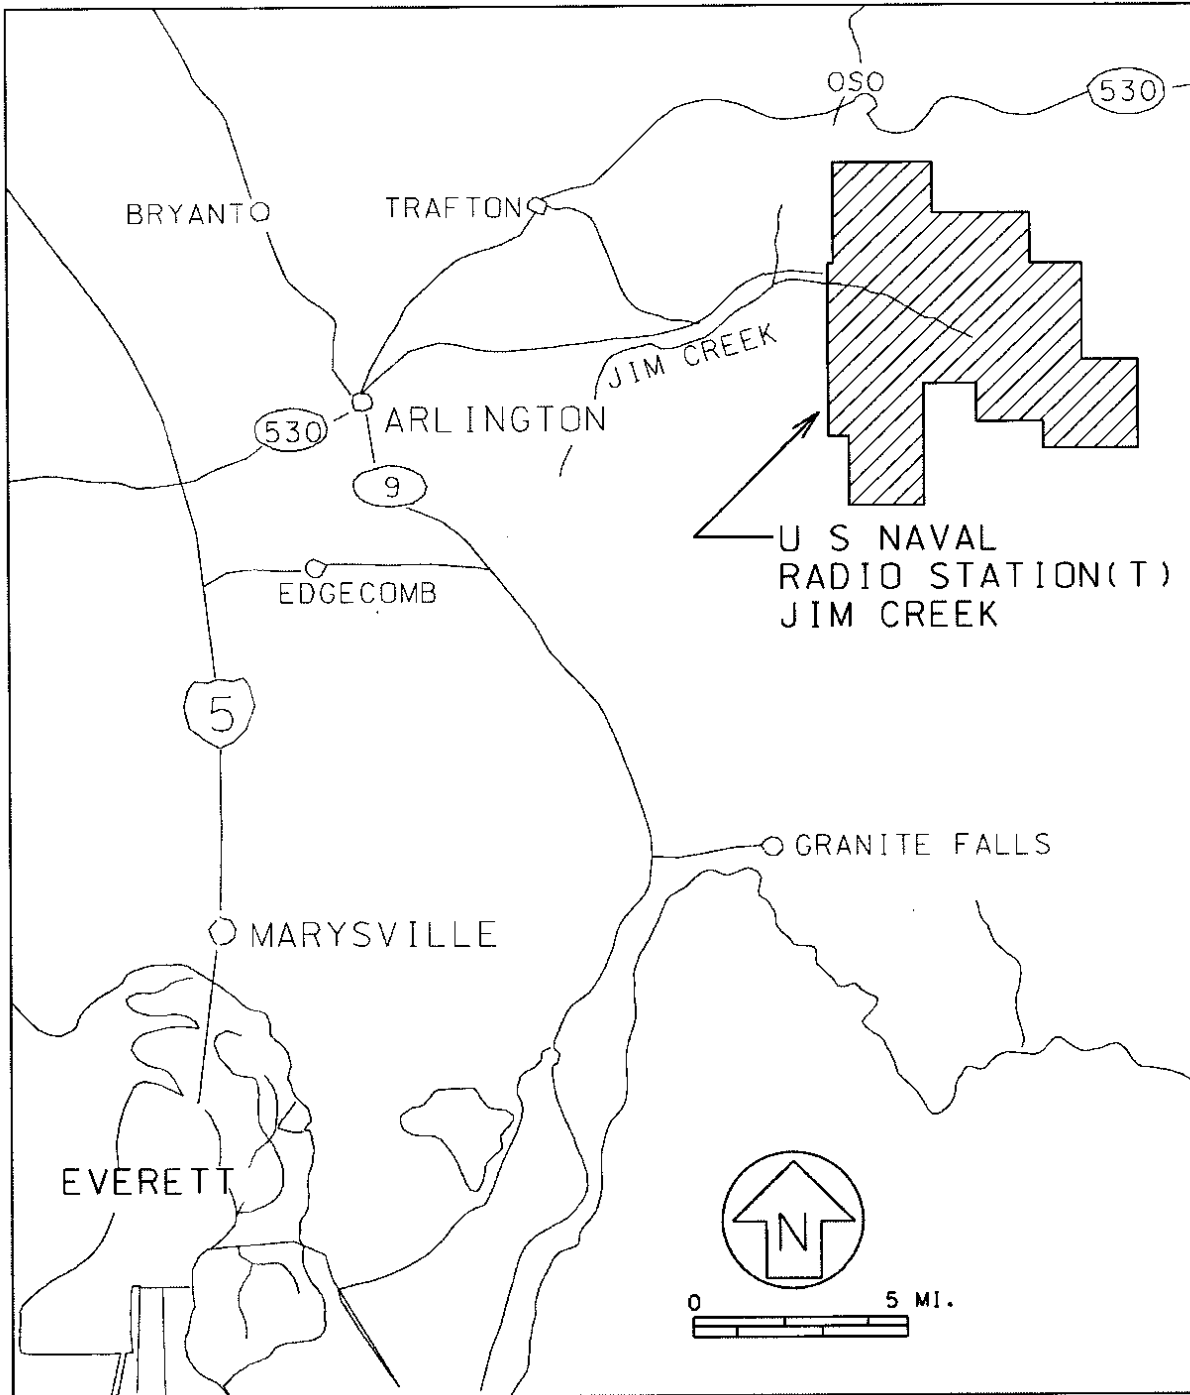 OSO
530
BRYANT
TRAFTON
JIM CREEK
530
ARLINGTON
9
U S NAVAL
RADIO STATION(T)
JIM CREEK
EDGECOMB
5
GRANITE FALLS
MARYSVILLE
EVERETT
N
0 5 MI.